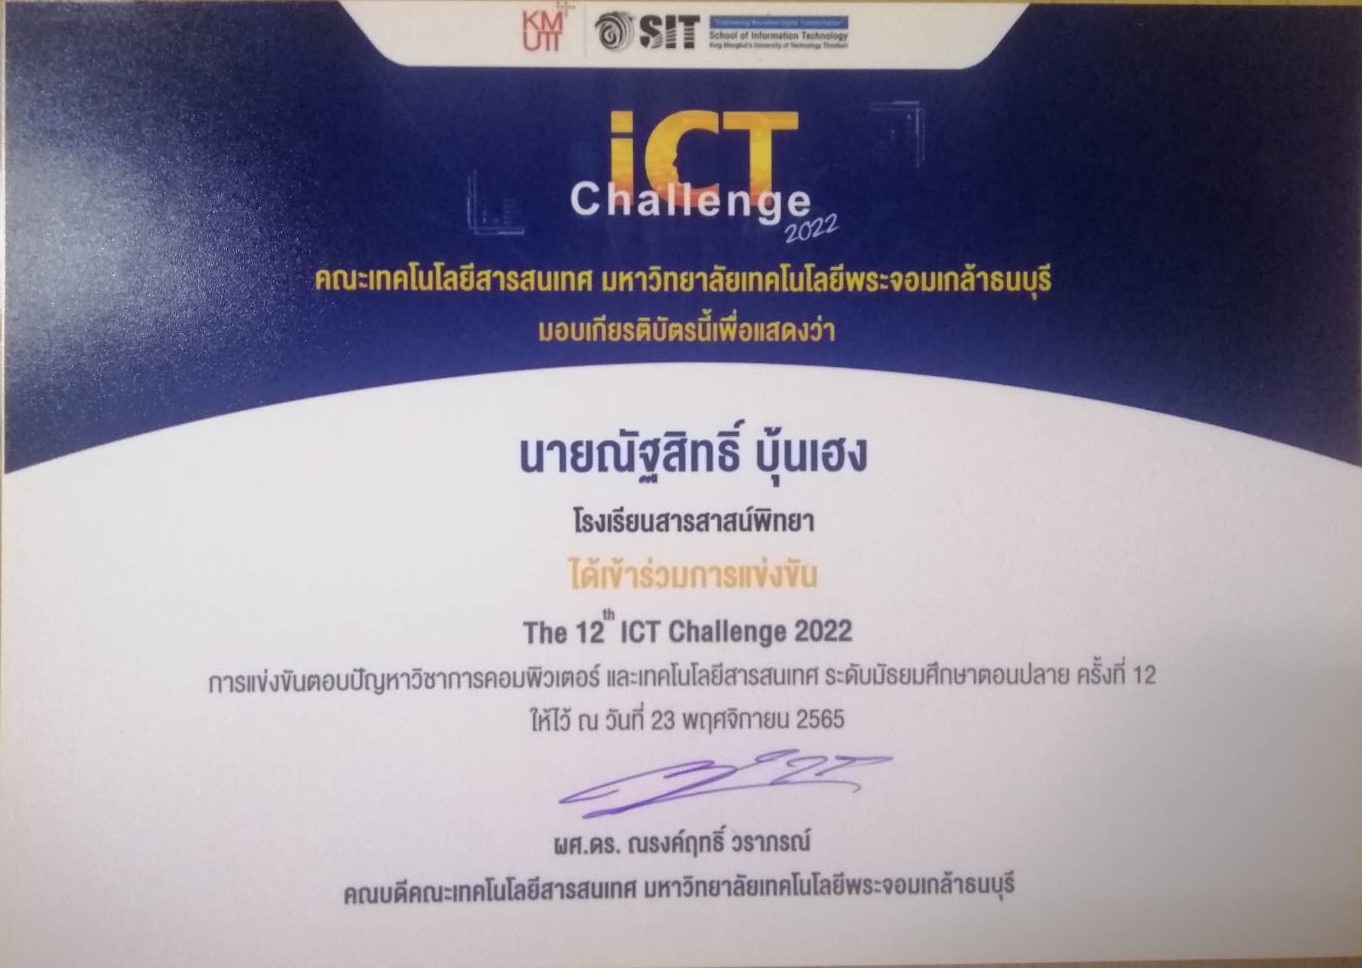 KMUTT
SIT
"Empowering Innovative Digital Transformation"
School of Information Technology
King Mongkut's University of Technology Thonburi
iCT
Challenge
2022
คณะเทคโนโลยีสารสนเทศ มหาวิทยาลัยเทคโนโลยีพระจอมเกล้าธนบุรี
มอบเกียรติบัตรนี้เพื่อแสดงว่า
นายณัฐสิทธิ์ บุ้นเฮง
โรงเรียนสารสาสน์พิทยา
ได้เข้าร่วมการแข่งขัน
The 12th ICT Challenge 2022
การแข่งขันตอบปัญหาวิชาการคอมพิวเตอร์ และเทคโนโลยีสารสนเทศ ระดับมัธยมศึกษาตอนปลาย ครั้งที่ 12
ให้ไว้ ณ วันที่ 23 พฤศจิกายน 2565
ผศ.ดร. ณรงค์ฤทธิ์ วราภรณ์
คณบดีคณะเทคโนโลยีสารสนเทศ มหาวิทยาลัยเทคโนโลยีพระจอมเกล้าธนบุรี